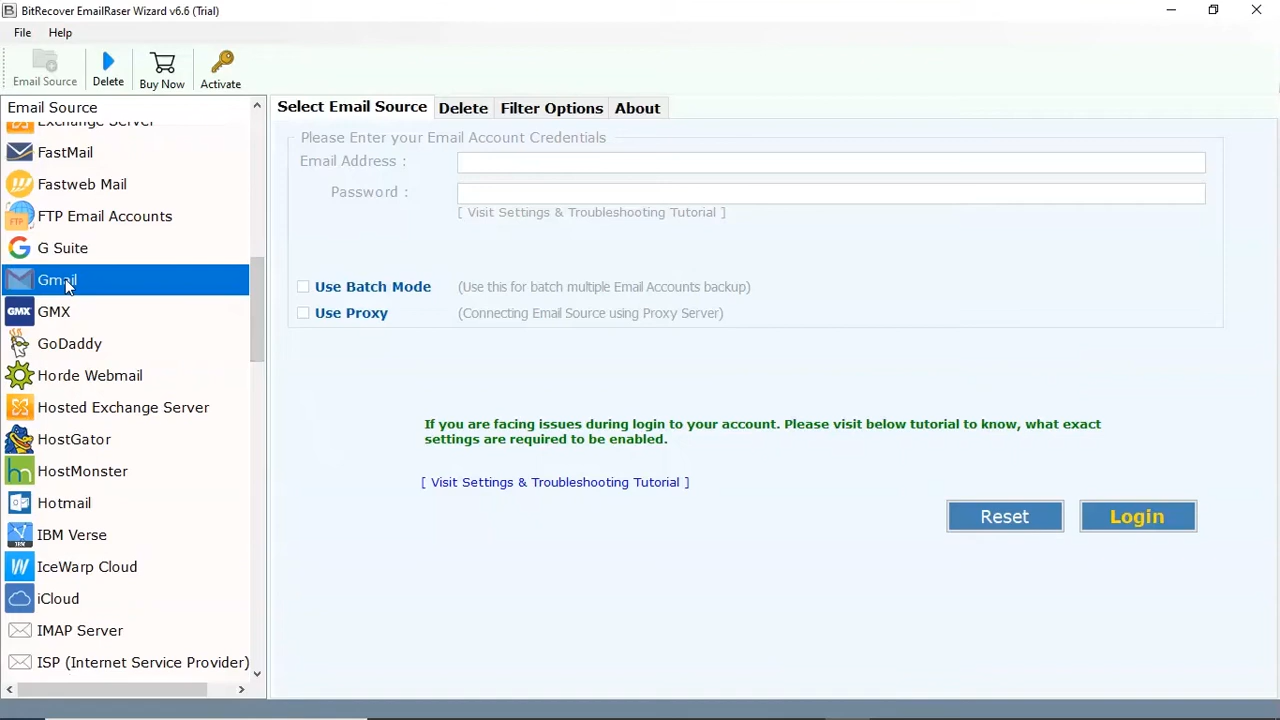 BitRecover EmailRaser Wizard v6.6 (Trial)
File Help
Email Source Delete Buy Now Activate
Email Source
Exchange Server
FastMail
Fastweb Mail
FTP FTP Email Accounts
G Suite
Gmail
GMX GMX
GoDaddy
Horde Webmail
Hosted Exchange Server
HostGator
hn HostMonster
Hotmail
IBM Verse
IceWarp Cloud
iCloud
IMAP Server
ISP (Internet Service Provider)
Select Email Source Delete Filter Options About
Please Enter your Email Account Credentials
Email Address :
Password :
[ Visit Settings & Troubleshooting Tutorial ]
Use Batch Mode (Use this for batch multiple Email Accounts backup)
Use Proxy (Connecting Email Source using Proxy Server)
If you are facing issues during login to your account. Please visit below tutorial to know, what exact
settings are required to be enabled.
[ Visit Settings & Troubleshooting Tutorial ]
Reset Login